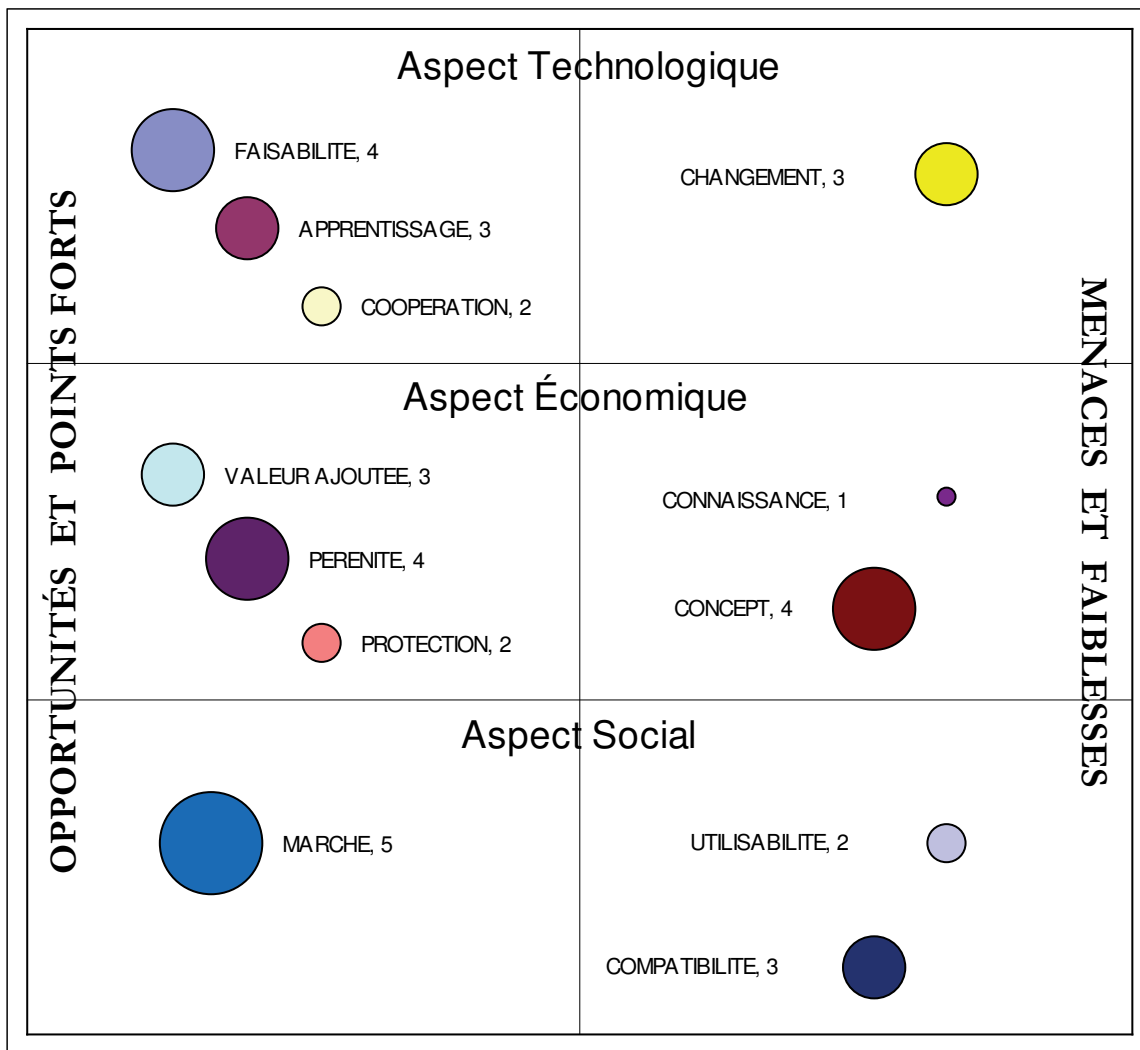 Aspect Technologique
FAISABILITE, 4
APPRENTISSAGE, 3
COOPERATION, 2
CHANGEMENT, 3
Aspect Économique
VALEUR AJOUTEE, 3
PERENITE, 4
PROTECTION, 2
CONNAISSANCE, 1
CONCEPT, 4
Aspect Social
MARCHE, 5
UTILISABILITE, 2
COMPATIBILITE, 3
OPPORTUNITÉS ET POINTS FORTS
MENACES ET FAIBLESSES